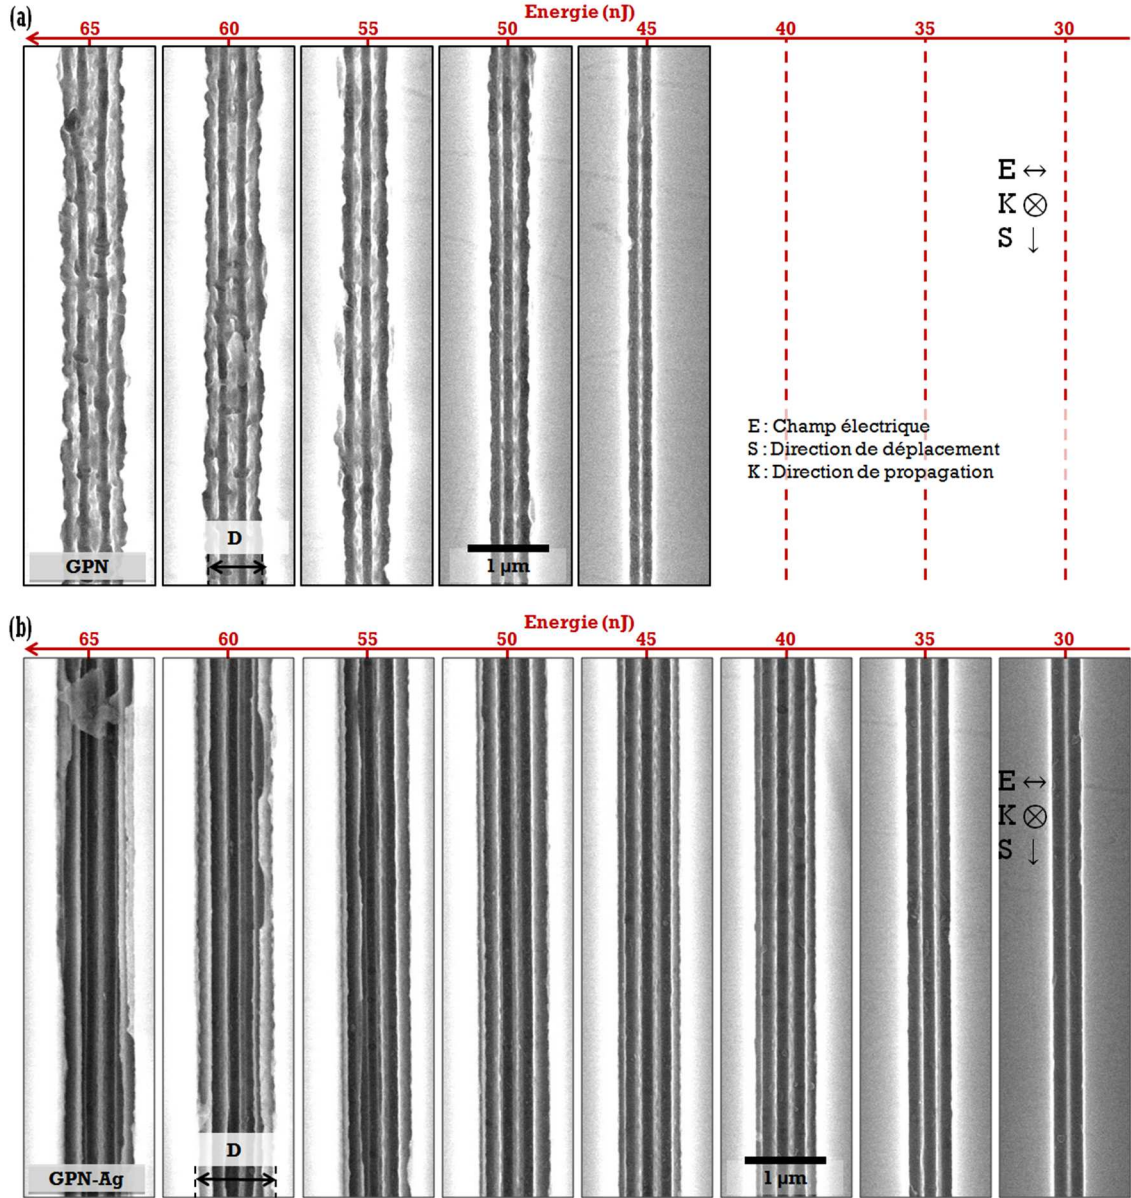 (a)
Energie (nJ)
65 60 55 50 45 40 35 30
E ↔
K ⊗
S ↓
E : Champ électrique
S : Direction de déplacement
K : Direction de propagation
D
GPN
1 µm
(b)
Energie (nJ)
65 60 55 50 45 40 35 30
E ↔
K ⊗
S ↓
D
GPN-Ag
1 µm